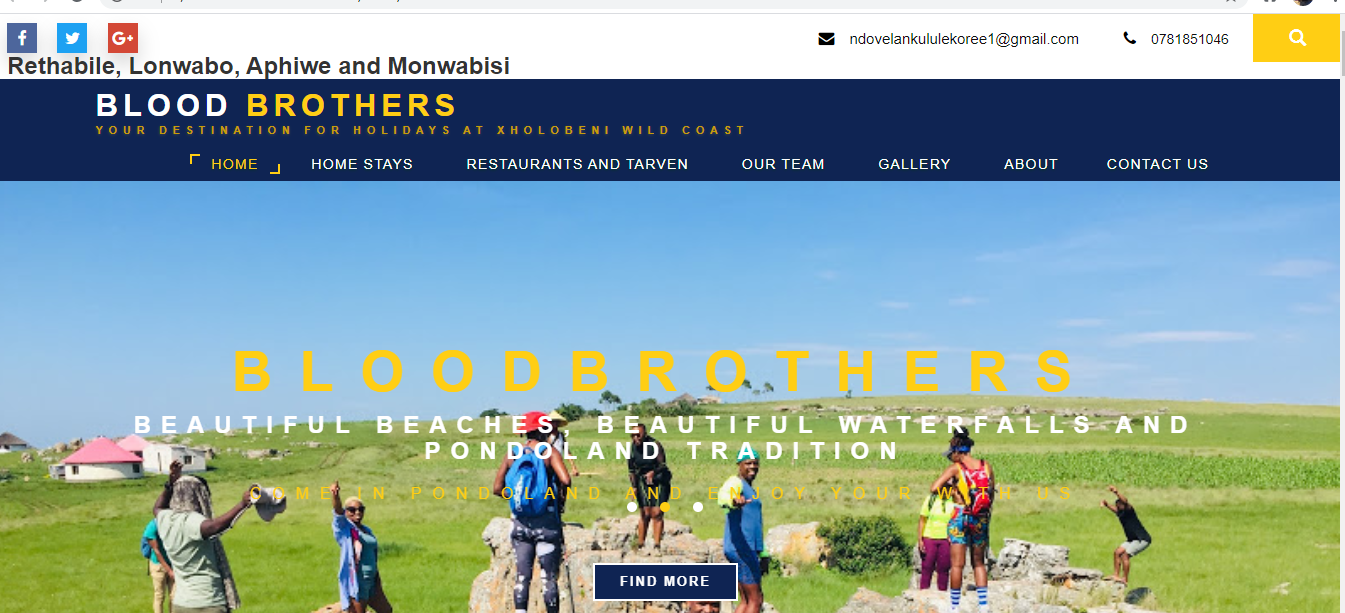 f G+
ndovelankululekoree1@gmail.com 0781851046
Rethabile, Lonwabo, Aphiwe and Monwabisi
BLOOD BROTHERS
YOUR DESTINATION FOR HOLIDAYS AT XHOLOBENI WILD COAST
HOME HOME STAYS RESTAURANTS AND TARVEN OUR TEAM GALLERY ABOUT CONTACT US
BLOODBROTHERS
BEAUTIFUL BEACHES, BEAUTIFUL WATERFALLS AND
PONDOLAND TRADITION
COME IN PONDOLAND AND ENJOY YOUR WITH US
FIND MORE